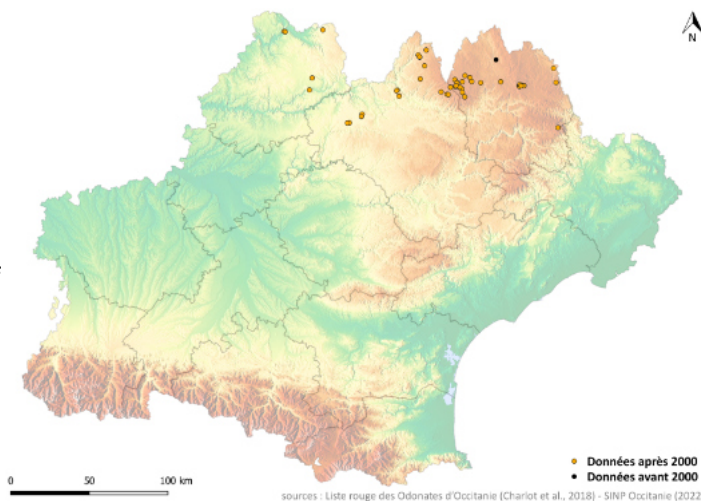 N
Données après 2000
Données avant 2000
0 50 100 km
sources : Liste rouge des Odonates d'Occitanie (Charlot et al., 2018) - SINP Occitanie (2022